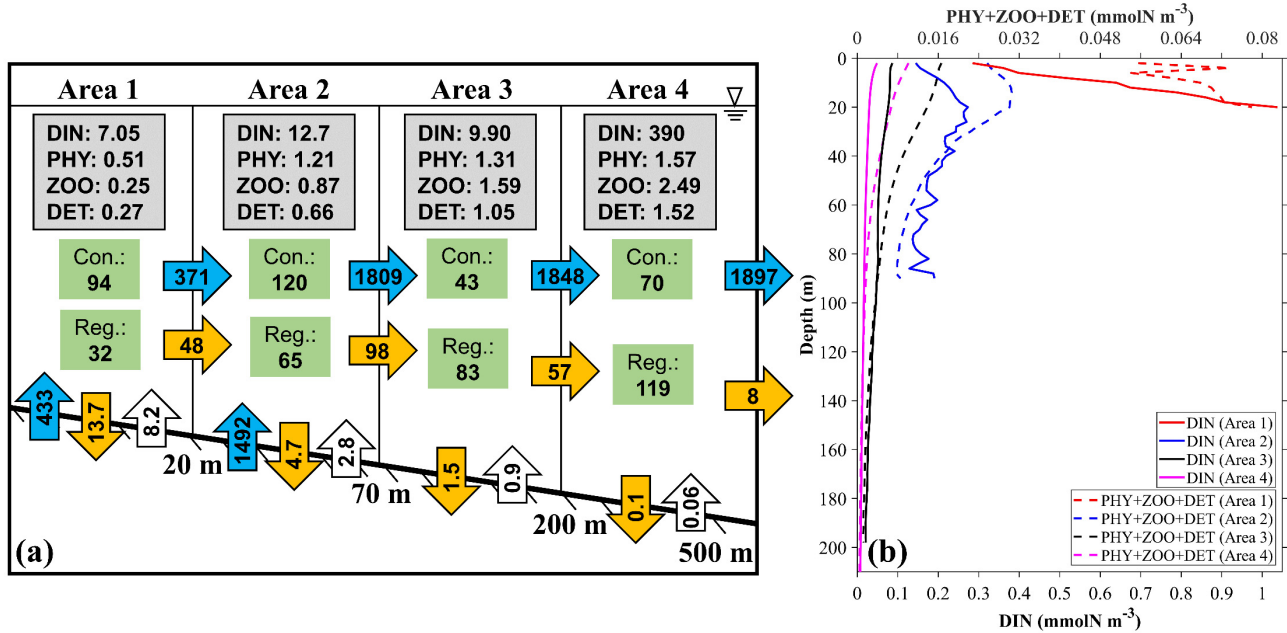 Area 1
Area 2
Area 3
Area 4
DIN: 7.05
PHY: 0.51
ZOO: 0.25
DET: 0.27
DIN: 12.7
PHY: 1.21
ZOO: 0.87
DET: 0.66
DIN: 9.90
PHY: 1.31
ZOO: 1.59
DET: 1.05
DIN: 390
PHY: 1.57
ZOO: 2.49
DET: 1.52
Con.:
94
371
Con.:
120
1809
Con.:
43
1848
Con.:
70
1897
Reg.:
32
48
Reg.:
65
98
Reg.:
83
57
Reg.:
119
8
433
13.7
8.2
20 m
1492
4.7
2.8
70 m
1.5
0.9
200 m
0.1
0.06
500 m
(a)
PHY+ZOO+DET (mmolN m-3)
0 0.016 0.032 0.048 0.064 0.08
Depth (m)
0
20
40
60
80
100
120
140
160
180
200
DIN (Area 1)
DIN (Area 2)
DIN (Area 3)
DIN (Area 4)
PHY+ZOO+DET (Area 1)
PHY+ZOO+DET (Area 2)
PHY+ZOO+DET (Area 3)
PHY+ZOO+DET (Area 4)
(b)
0 0.1 0.2 0.3 0.4 0.5 0.6 0.7 0.8 0.9 1
DIN (mmolN m-3)